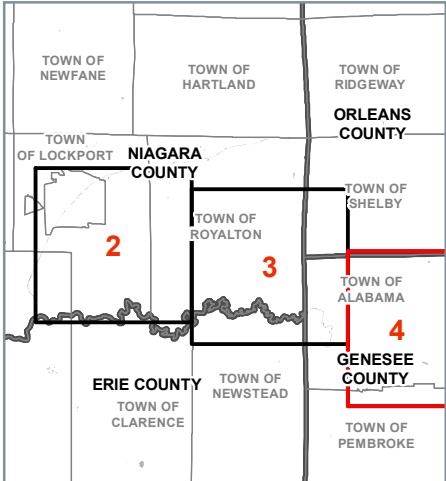 TOWN OF
NEWFANE
TOWN OF
HARTLAND
TOWN OF
RIDGEWAY
ORLEANS
COUNTY
TOWN
OF LOCKPORT
NIAGARA
COUNTY
TOWN OF
SHELBY
TOWN OF
ROYALTON
2
3
TOWN OF
ALABAMA
4
GENESEE
COUNTY
ERIE COUNTY
TOWN OF
CLARENCE
TOWN OF
NEWSTEAD
TOWN OF
PEMBROKE